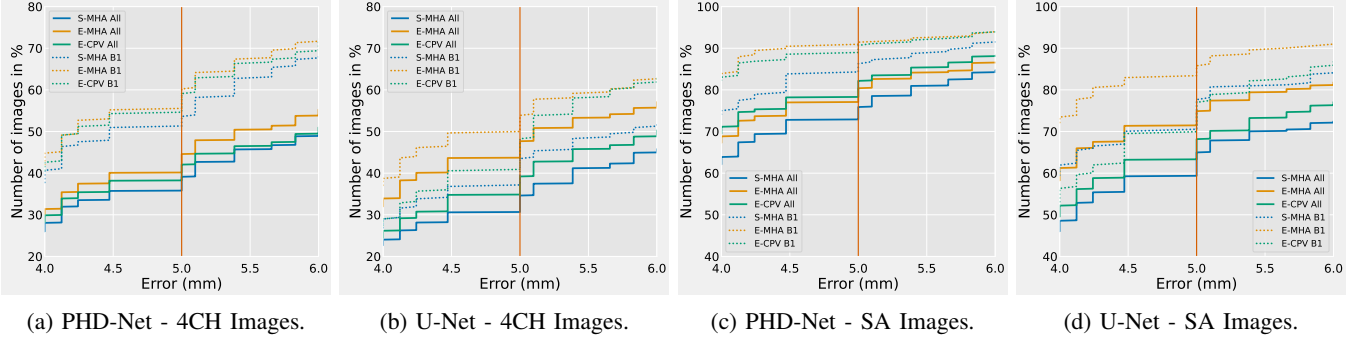 Number of images in %
80
70
60
50
40
30
20
4.0
4.5
5.0
5.5
6.0
Error (mm)
S-MHA All
E-MHA All
E-CPV All
S-MHA B1
E-MHA B1
E-CPV B1
(a) PHD-Net - 4CH Images.
Number of images in %
80
70
60
50
40
30
20
4.0
4.5
5.0
5.5
6.0
Error (mm)
S-MHA All
E-MHA All
E-CPV All
S-MHA B1
E-MHA B1
E-CPV B1
(b) U-Net - 4CH Images.
Number of images in %
100
90
80
70
60
50
40
4.0
4.5
5.0
5.5
6.0
Error (mm)
S-MHA All
E-MHA All
E-CPV All
S-MHA B1
E-MHA B1
E-CPV B1
(c) PHD-Net - SA Images.
Number of images in %
100
90
80
70
60
50
40
4.0
4.5
5.0
5.5
6.0
Error (mm)
S-MHA All
E-MHA All
E-CPV All
S-MHA B1
E-MHA B1
E-CPV B1
(d) U-Net - SA Images.